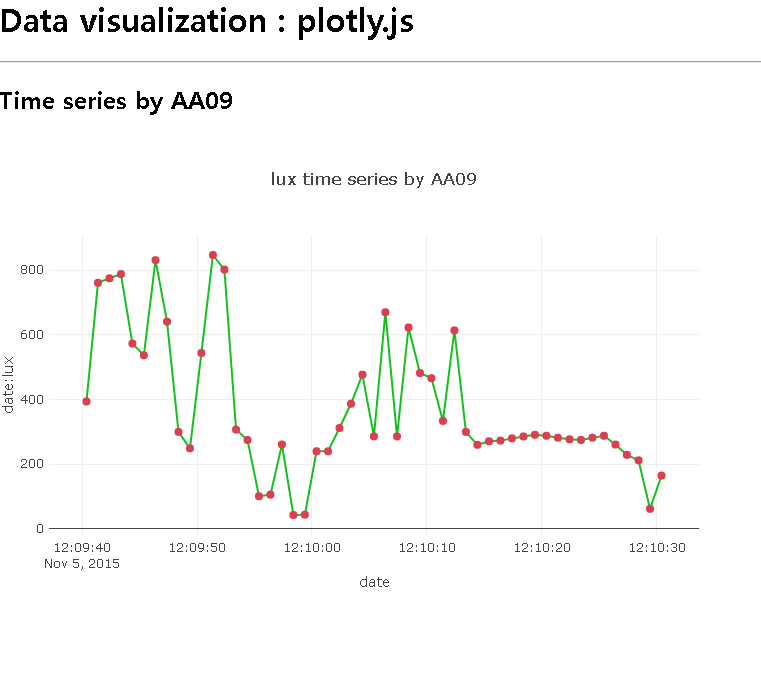 Data visualization : plotly.js
Time series by AA09
lux time series by AA09
800
600
400
200
0
date:lux
12:09:40 12:09:50 12:10:00 12:10:10 12:10:20 12:10:30
Nov 5, 2015
date